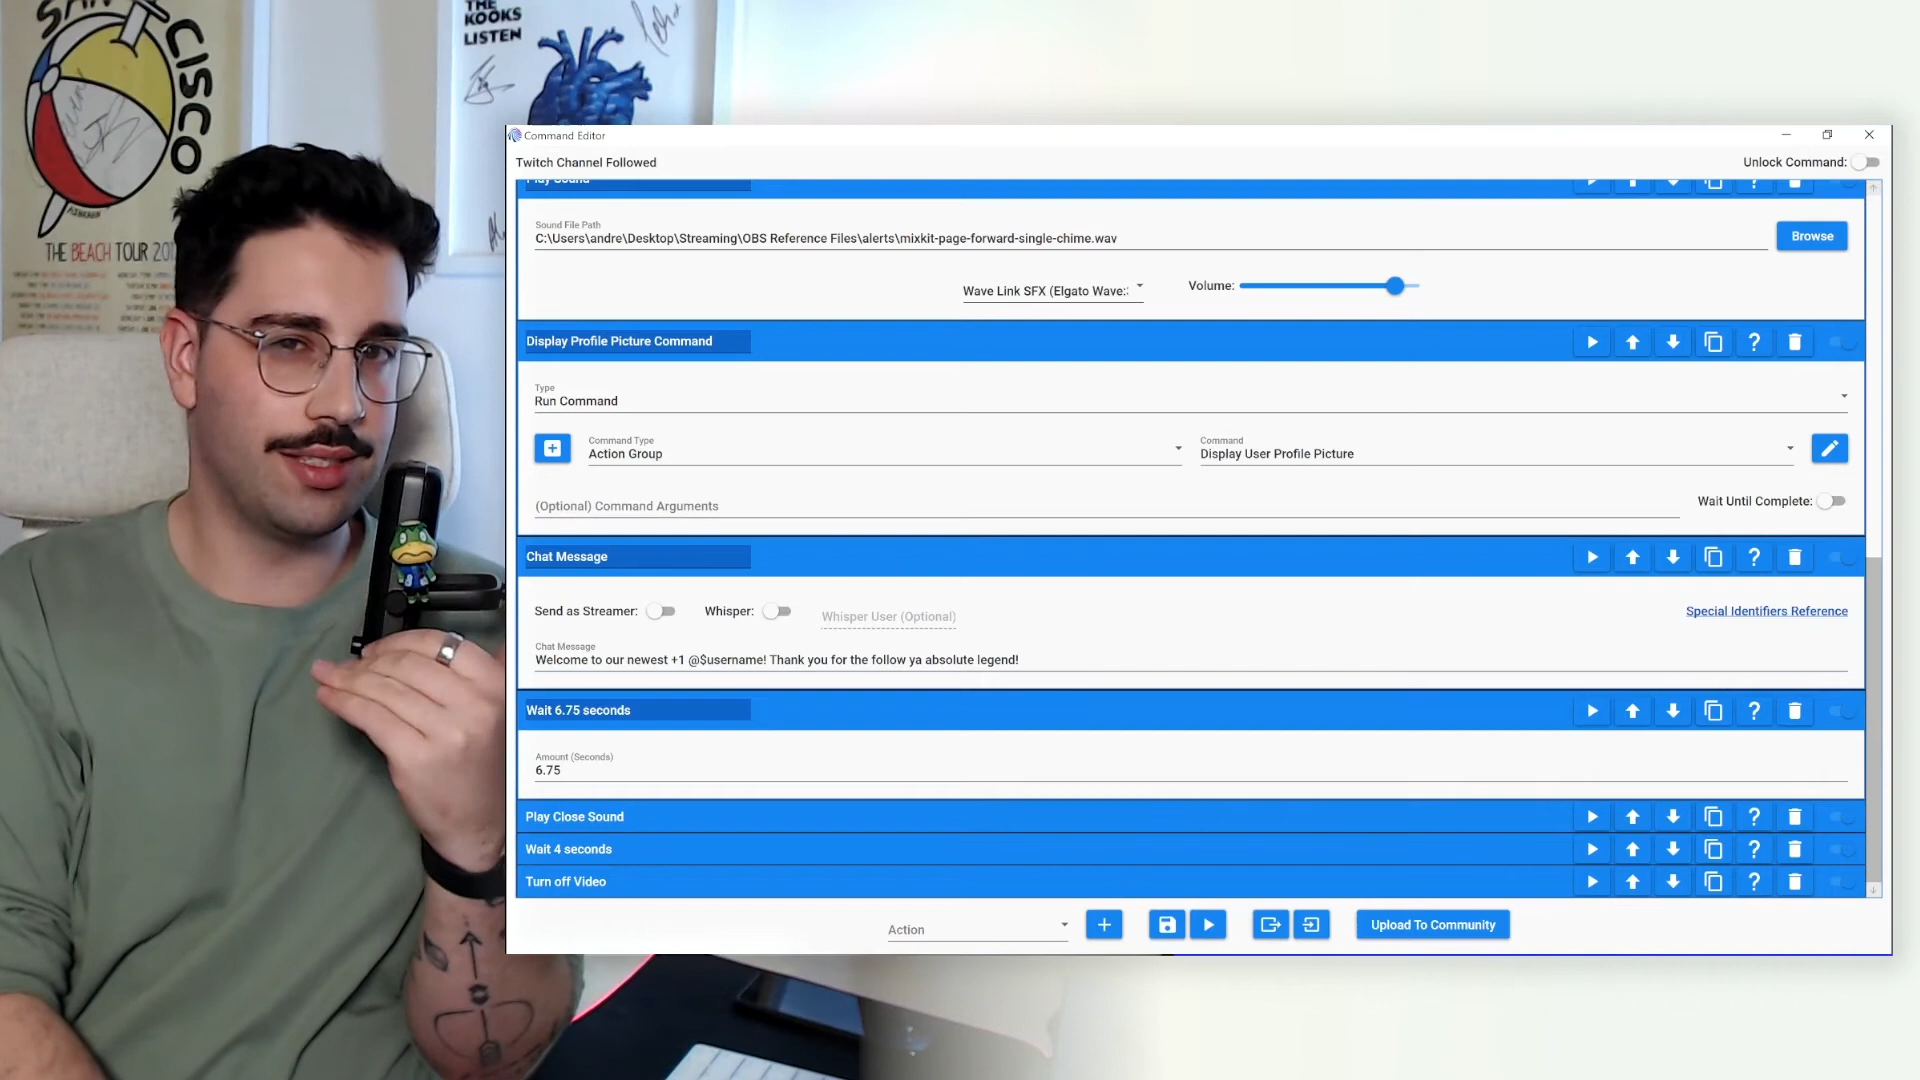 SAN
CISCO
THE BEACH TOUR 201
THE
KOOKS
LISTEN
Command Editor
Twitch Channel Followed
Unlock Command:
Play Sound
Sound File Path
C:\Users\andre\Desktop\Streaming\OBS Reference Files\alerts\mixkit-page-forward-single-chime.wav
Browse
Wave Link SFX (Elgato Wave:
Volume:
Display Profile Picture Command
Type
Run Command
Command Type
Action Group
Command
Display User Profile Picture
(Optional) Command Arguments
Wait Until Complete:
Chat Message
Send as Streamer:
Whisper:
Whisper User (Optional)
Special Identifiers Reference
Chat Message
Welcome to our newest +1 @$username! Thank you for the follow ya absolute legend!
Wait 6.75 seconds
Amount (Seconds)
6.75
Play Close Sound
Wait 4 seconds
Turn off Video
Action
Upload To Community